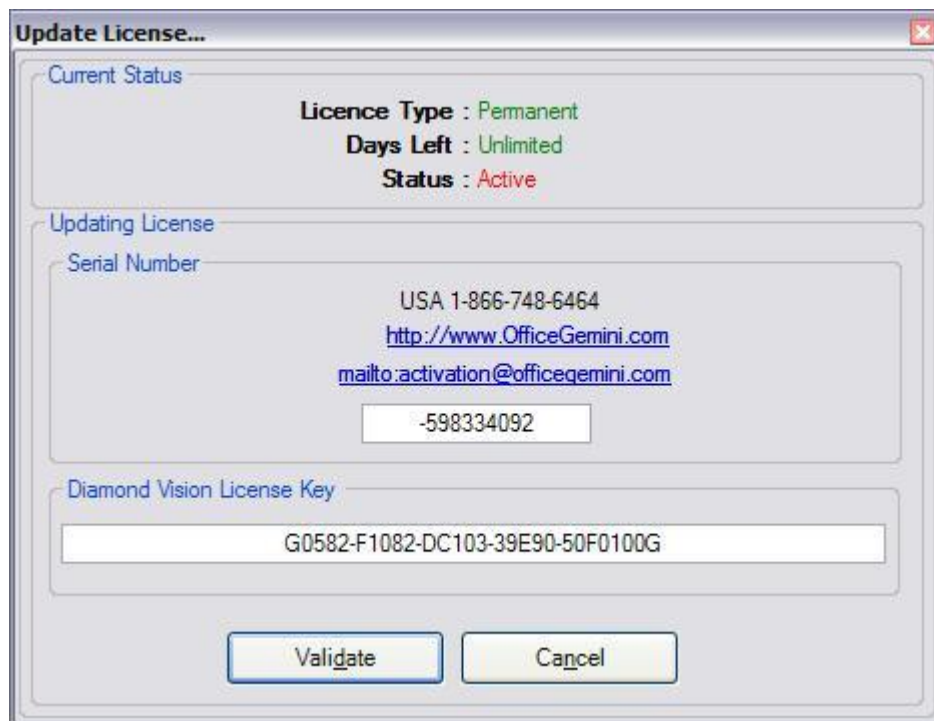 Update License...
Current Status
Licence Type : Permanent
Days Left : Unlimited
Status : Active
Updating License
Serial Number
USA 1-866-748-6464
http://www.OfficeGemini.com
mailto:activation@officegemini.com
-598334092
Diamond Vision License Key
G0582-F1082-DC103-39E90-50F0100G
Validate
Cancel